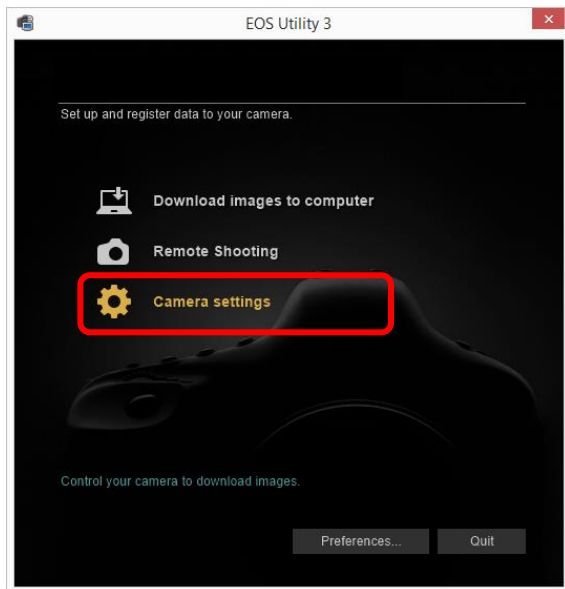 EOS Utility 3
Set up and register data to your camera.
Download images to computer
Remote Shooting
Camera settings
Control your camera to download images.
Preferences... Quit